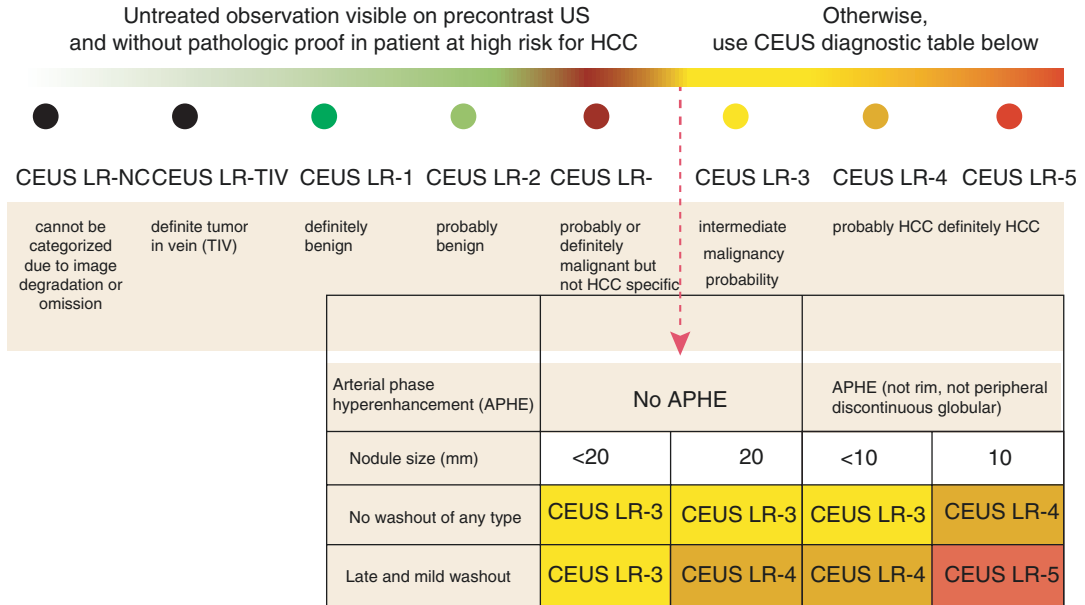 Untreated observation visible on precontrast US
and without pathologic proof in patient at high risk for HCC
Otherwise,
use CEUS diagnostic table below
CEUS LR-NC CEUS LR-TIV CEUS LR-1 CEUS LR-2 CEUS LR- CEUS LR-3 CEUS LR-4 CEUS LR-5
cannot be
categorized
due to image
degradation or
omission
definite tumor
in vein (TIV)
definitely
benign
probably
benign
probably or
definitely
malignant but
not HCC specific
intermediate
malignancy
probability
probably HCC definitely HCC
Arterial phase
hyperenhancement (APHE)
No APHE
APHE (not rim, not peripheral
discontinuous globular)
Nodule size (mm) <20 20 <10 10
No washout of any type CEUS LR-3 CEUS LR-3 CEUS LR-3 CEUS LR-4
Late and mild washout CEUS LR-3 CEUS LR-4 CEUS LR-4 CEUS LR-5